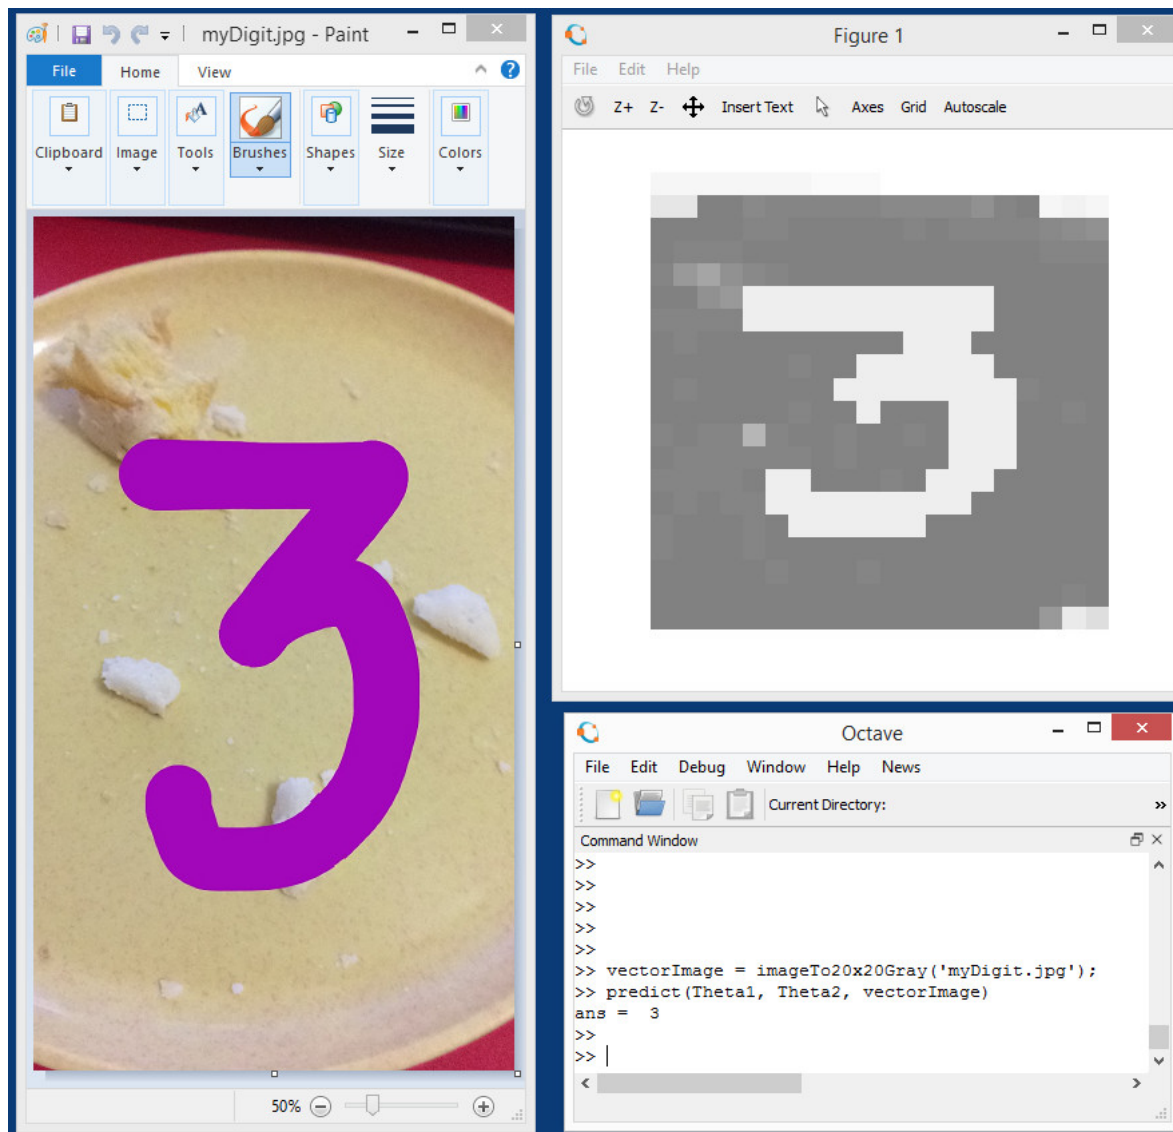 myDigit.jpg - Paint
File Home View
Clipboard Image Tools Brushes Shapes Size Colors
3
50%
Figure 1
File Edit Help
Z+ Z- Insert Text Axes Grid Autoscale
3
Octave
File Edit Debug Window Help News
Current Directory:
Command Window
>>
>>
>>
>>
>>
>> vectorImage = imageTo20x20Gray('myDigit.jpg');
>> predict(Theta1, Theta2, vectorImage)
ans =  3
>>
>>